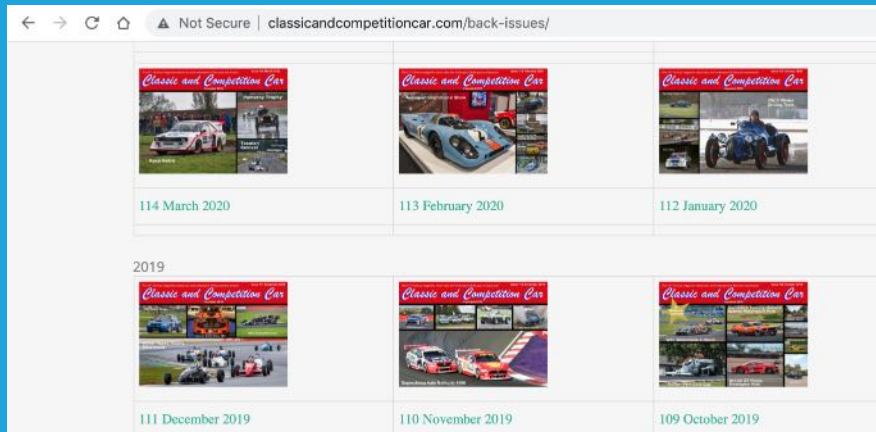 Not Secure | classicandcompetitioncar.com/back-issues/
Classic and Competition Car
Classic and Competition Car
Classic and Competition Car
114 March 2020
113 February 2020
112 January 2020
2019
Classic and Competition Car
Classic and Competition Car
Classic and Competition Car
111 December 2019
110 November 2019
109 October 2019